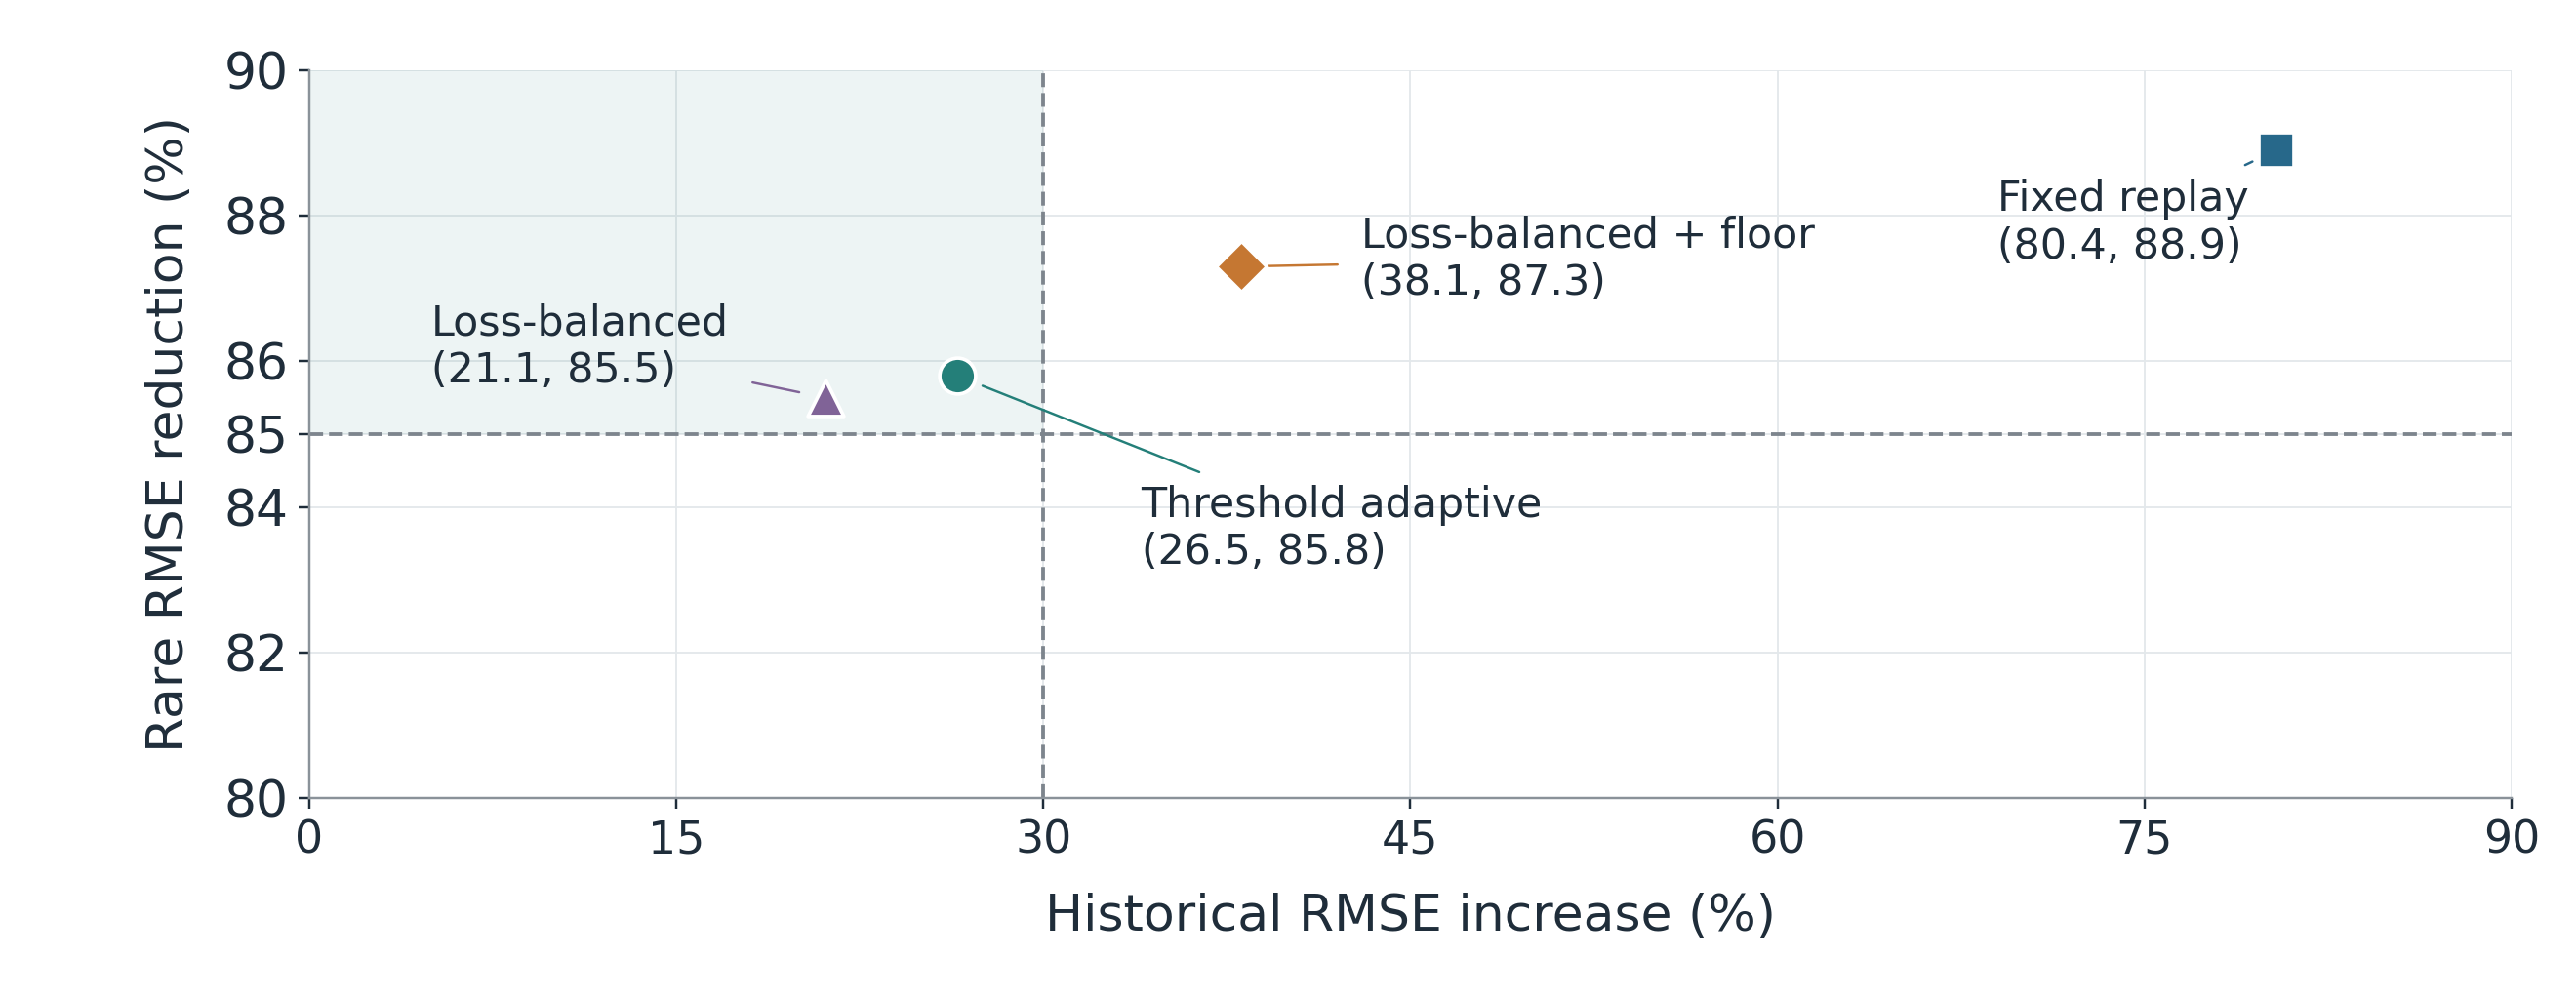 90
88
86
85
84
82
80
Rare RMSE reduction (%)
Loss-balanced
(21.1, 85.5)
Loss-balanced + floor
(38.1, 87.3)
Fixed replay
(80.4, 88.9)
Threshold adaptive
(26.5, 85.8)
0 15 30 45 60 75 90
Historical RMSE increase (%)